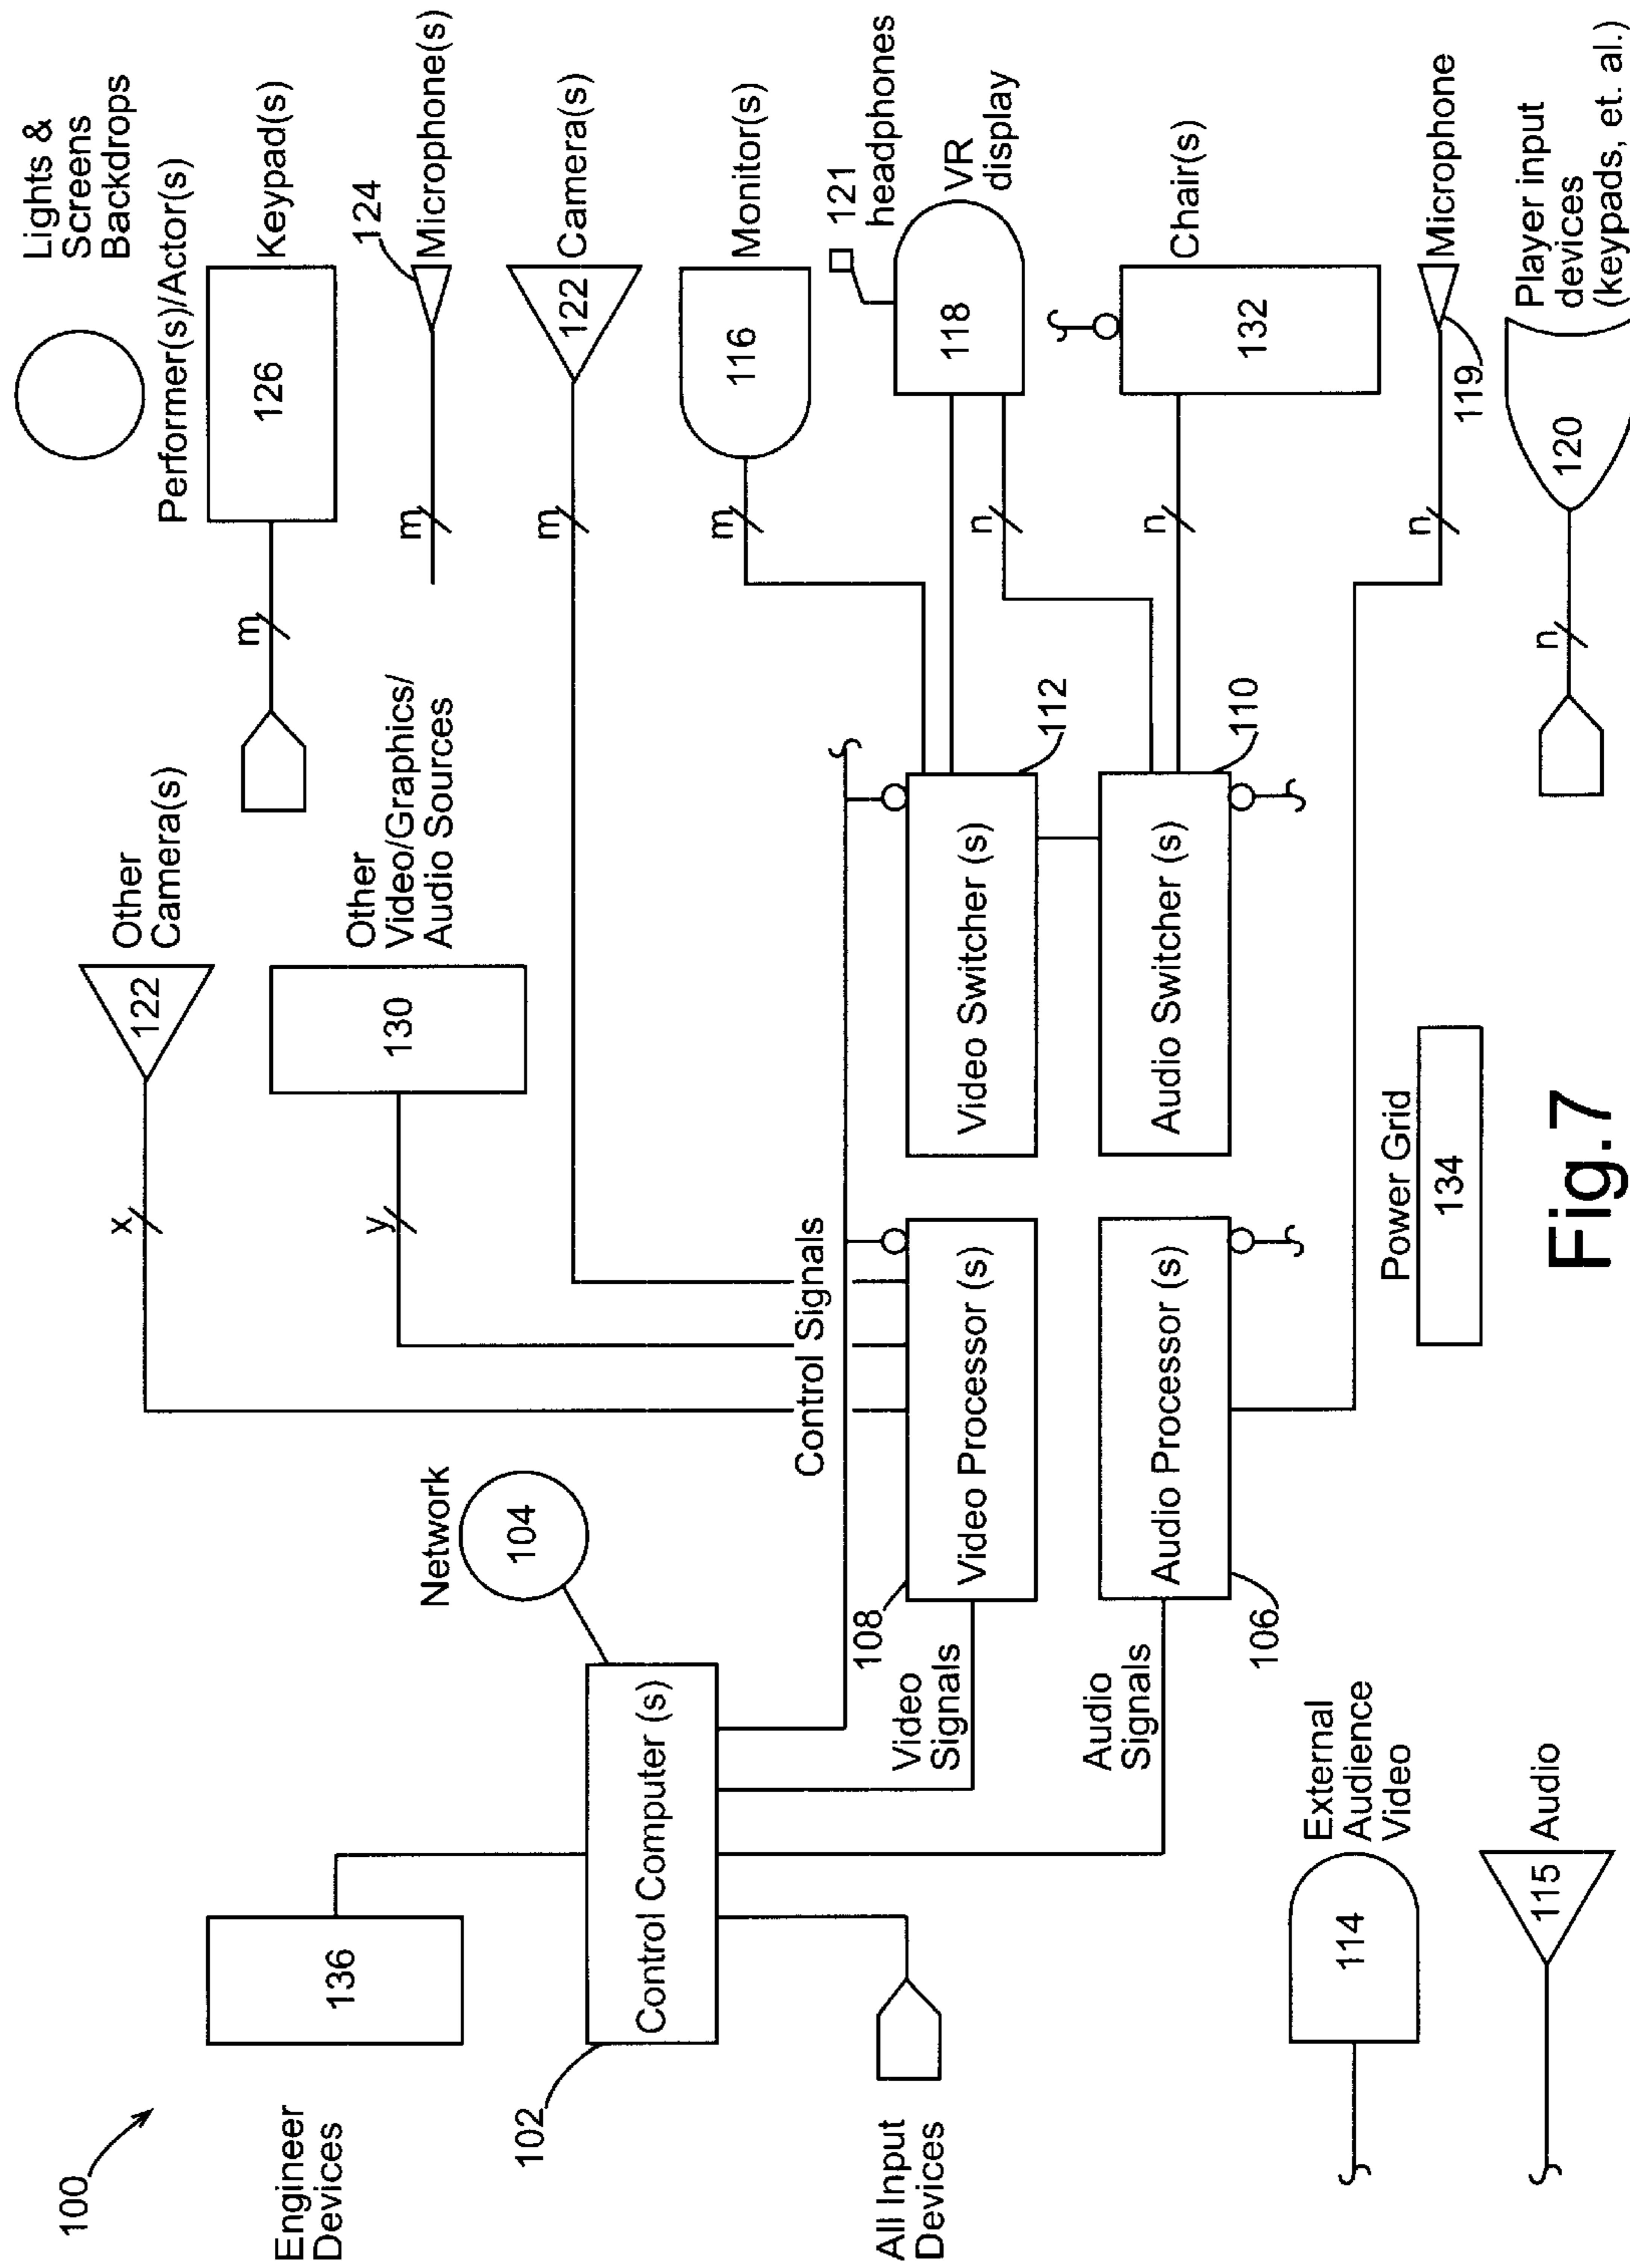 100
Engineer
Devices
136
102
Control Computer (s)
Network
104
All Input
Devices
Other
Camera(s)
122
x
Other
Video/Graphics/
Audio Sources
130
y
Lights &
Screens
Backdrops
Performer(s)/Actor(s)
Keypad(s)
126
m
124
Microphone(s)
m
Camera(s)
122
m
Monitor(s)
116
m
121
headphones
VR
display
118
n
Chair(s)
132
n
Microphone
119
n
Player input
devices
(keypads, et. al.)
120
n
Control Signals
Video
Signals
108
Video Processor (s)
Video Switcher (s)
112
Audio
Signals
106
Audio Processor (s)
Audio Switcher (s)
110
External
Audience
Video
114
Audio
115
Power Grid
134
Fig.7